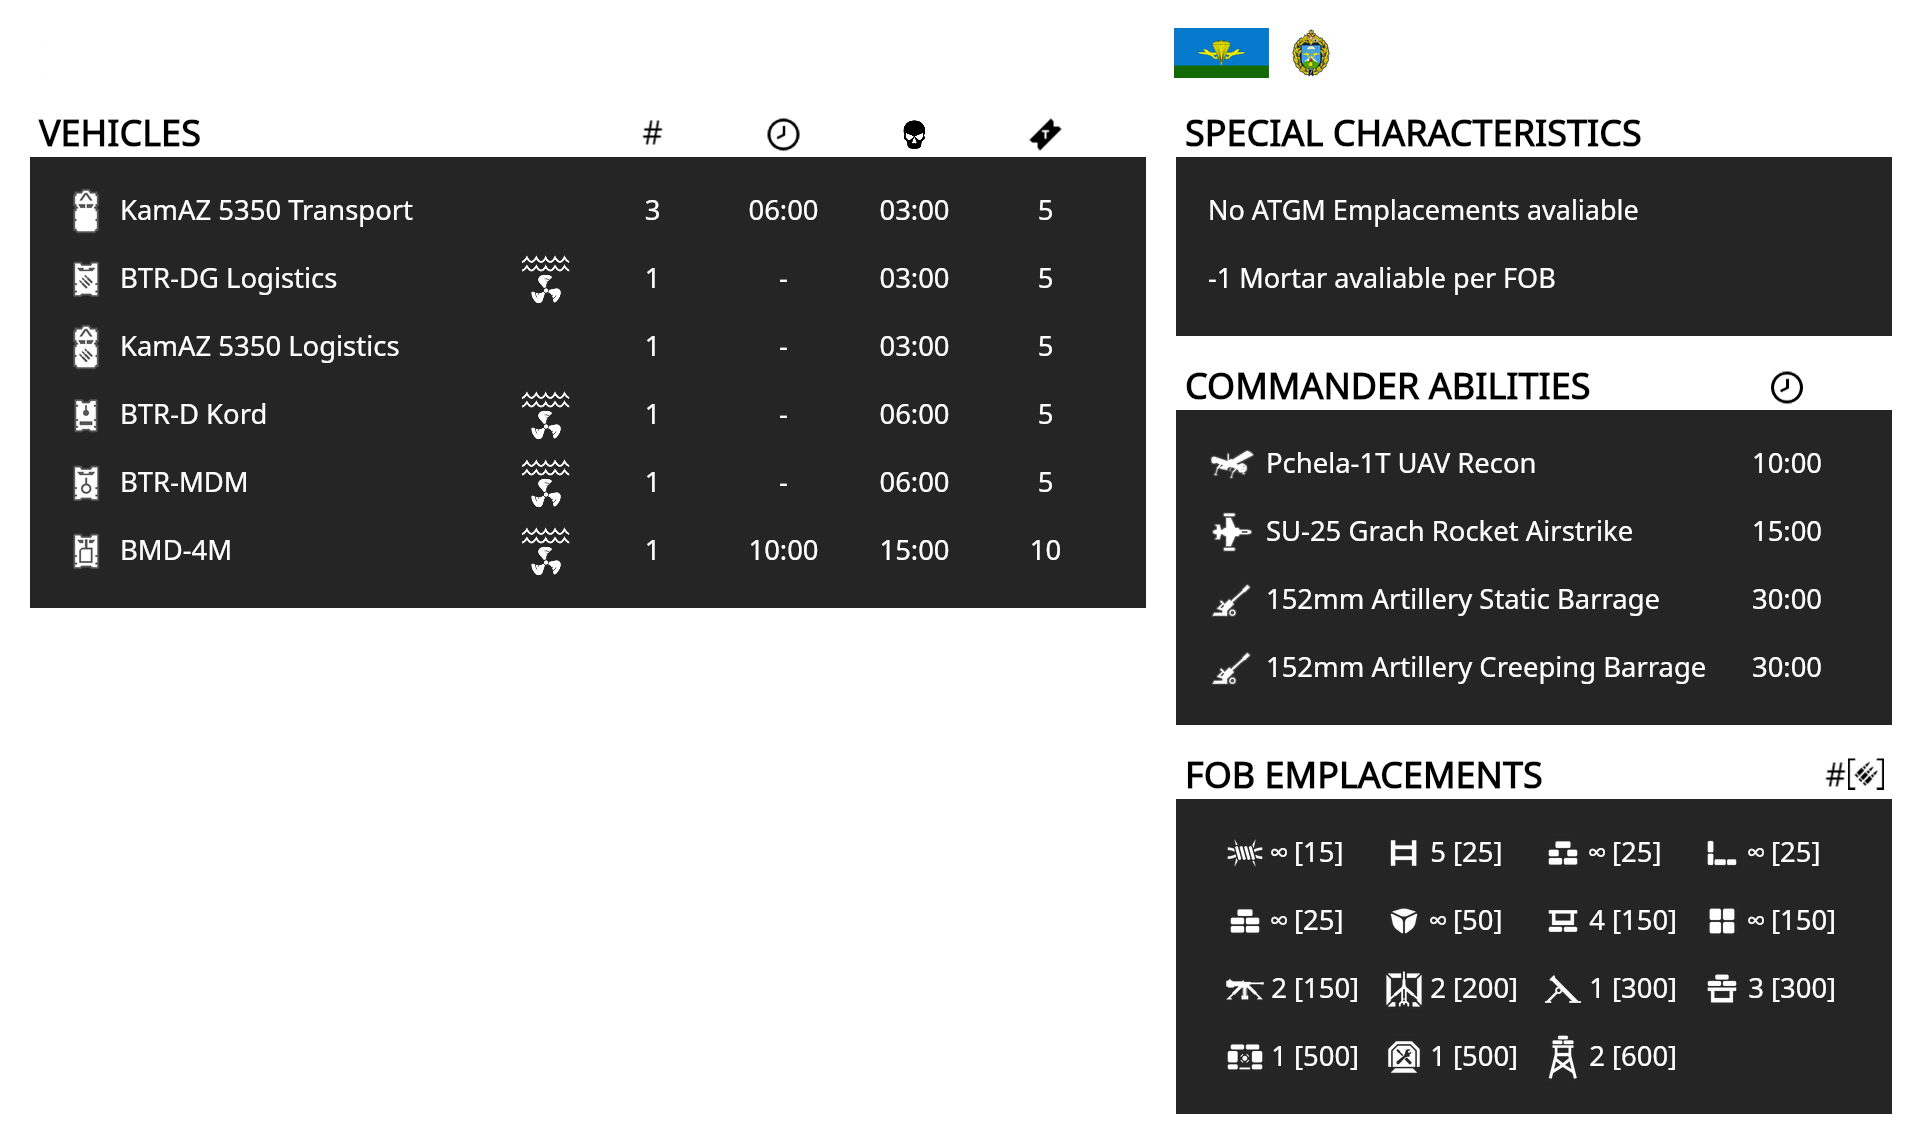 VEHICLES #
KamAZ 5350 Transport 3 06:00 03:00 5
BTR-DG Logistics 1 - 03:00 5
KamAZ 5350 Logistics 1 - 03:00 5
BTR-D Kord 1 - 06:00 5
BTR-MDM 1 - 06:00 5
BMD-4M 1 10:00 15:00 10
SPECIAL CHARACTERISTICS
No ATGM Emplacements avaliable
-1 Mortar avaliable per FOB
COMMANDER ABILITIES
Pchela-1T UAV Recon 10:00
SU-25 Grach Rocket Airstrike 15:00
152mm Artillery Static Barrage 30:00
152mm Artillery Creeping Barrage 30:00
FOB EMPLACEMENTS #[]
∞ [15] 5 [25] ∞ [25] ∞ [25]
∞ [25] ∞ [50] 4 [150] ∞ [150]
2 [150] 2 [200] 1 [300] 3 [300]
1 [500] 1 [500] 2 [600]